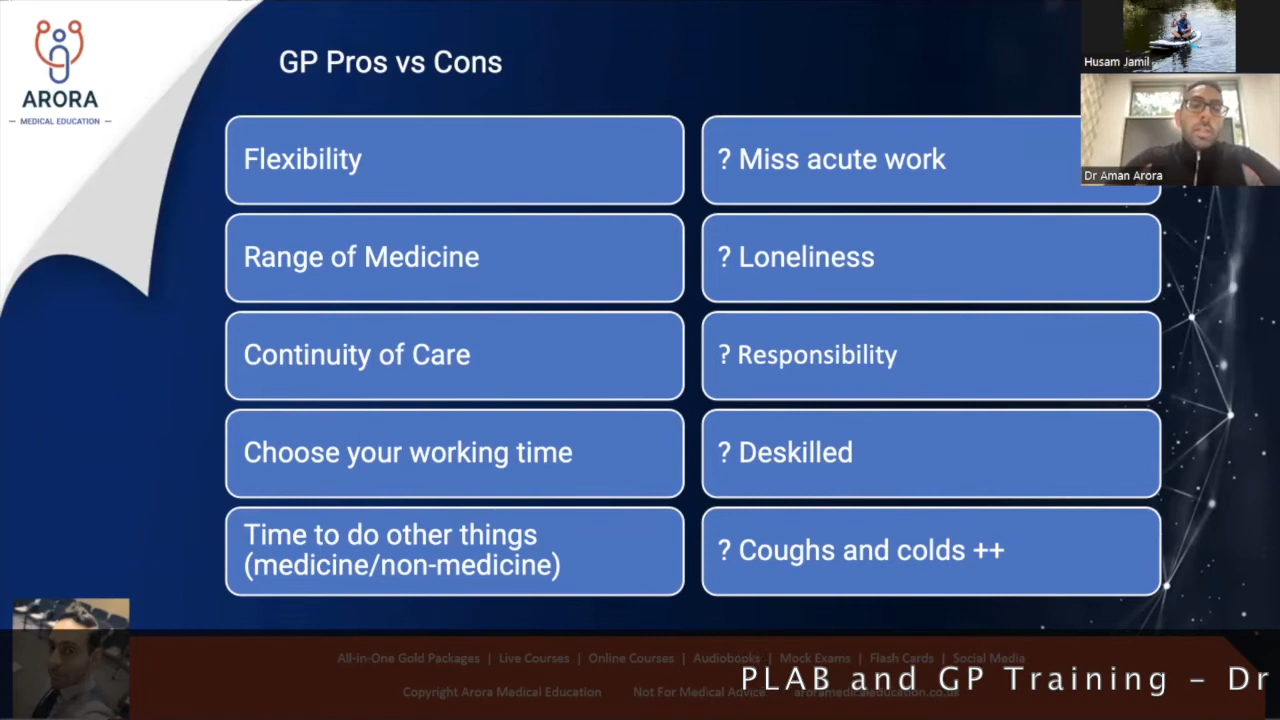 ARORA
MEDICAL EDUCATION
GP Pros vs Cons
Husam Jamil
Dr Aman Arora
Flexibility
? Miss acute work
Range of Medicine
? Loneliness
Continuity of Care
? Responsibility
Choose your working time
? Deskilled
Time to do other things
(medicine/non-medicine)
? Coughs and colds ++
All-in-One Gold Packages | Live Courses | Online Courses | Audiobooks | Mock Exams | Flash Cards | Social Media
Copyright Arora Medical Education Not For Medical Advice aroramedicaleducation.co.uk
PLAB and GP Training – Dr